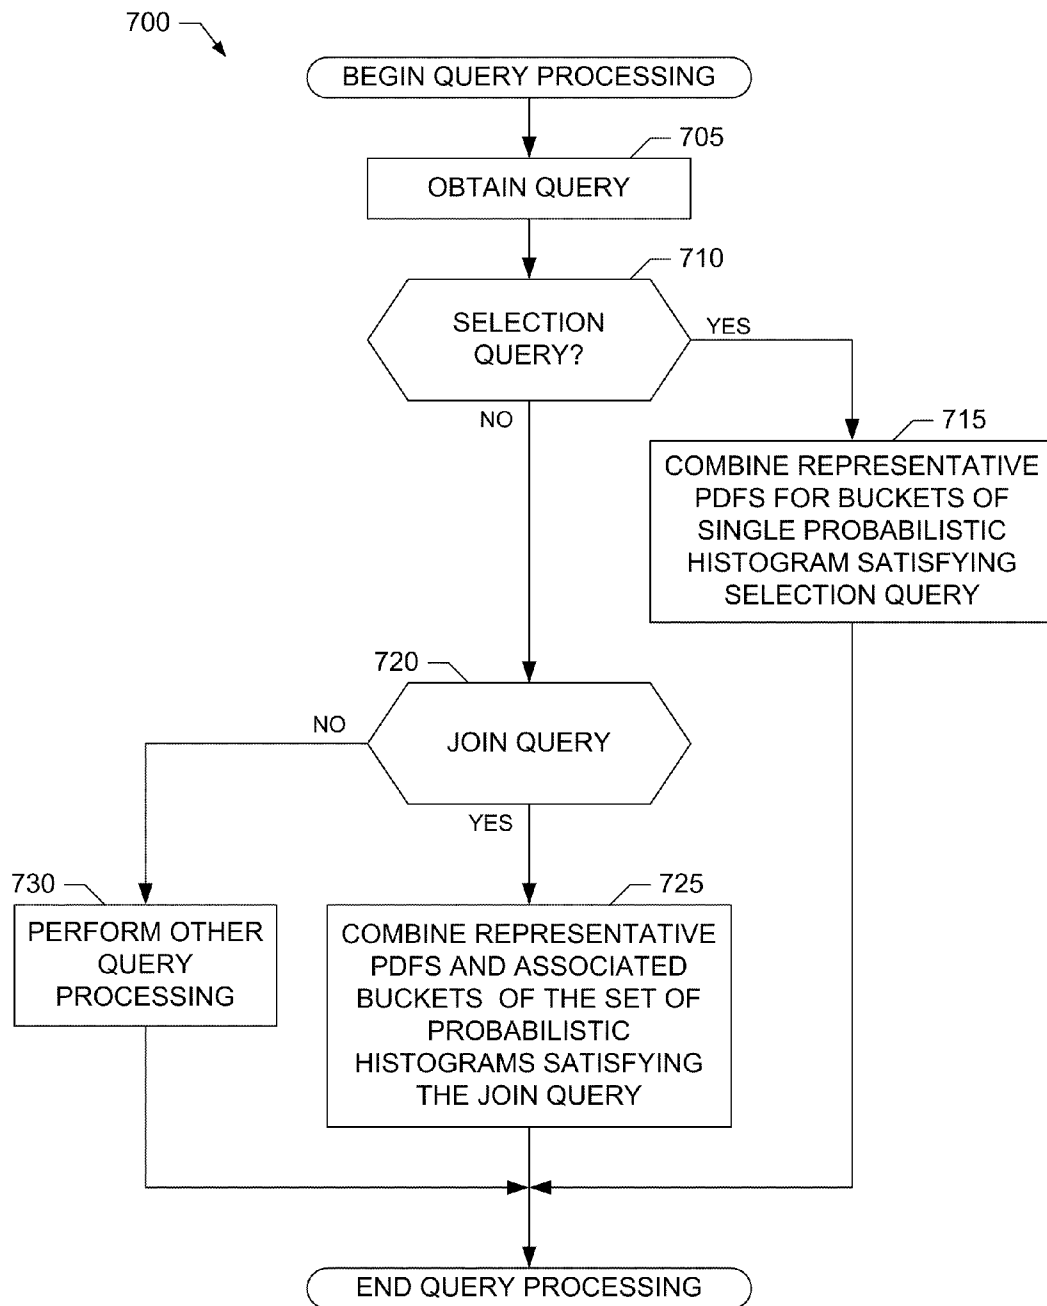 700
BEGIN QUERY PROCESSING
705
OBTAIN QUERY
710
SELECTION
QUERY?
YES
NO
715
COMBINE REPRESENTATIVE
PDFS FOR BUCKETS OF
SINGLE PROBABILISTIC
HISTOGRAM SATISFYING
SELECTION QUERY
720
JOIN QUERY
NO
YES
730
PERFORM OTHER
QUERY
PROCESSING
725
COMBINE REPRESENTATIVE
PDFS AND ASSOCIATED
BUCKETS OF THE SET OF
PROBABILISTIC
HISTOGRAMS SATISFYING
THE JOIN QUERY
END QUERY PROCESSING